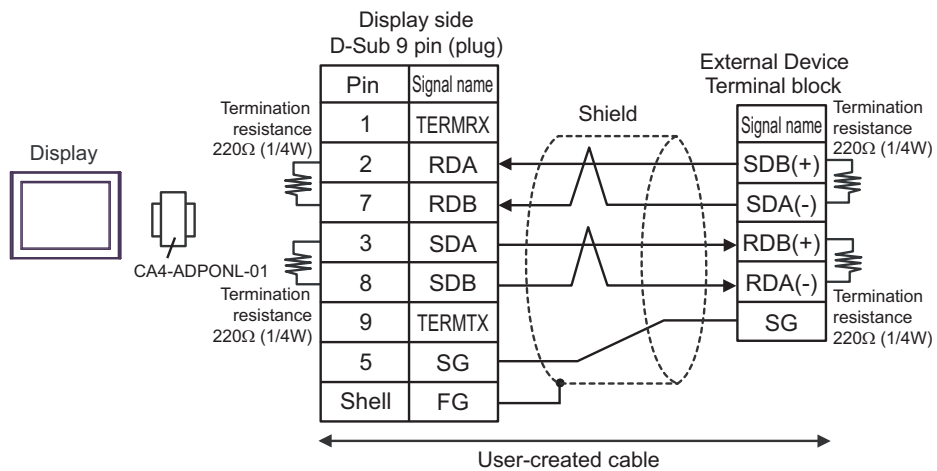 Display side
D-Sub 9 pin (plug)
External Device
Terminal block
Pin Signal name
1 TERMRX
2 RDA
7 RDB
3 SDA
8 SDB
9 TERMTX
5 SG
Shell FG
Termination
resistance
220Ω (1/4W)
Termination
resistance
220Ω (1/4W)
Display
CA4-ADPONL-01
Shield
Signal name
SDB(+)
SDA(-)
RDB(+)
RDA(-)
SG
Termination
resistance
220Ω (1/4W)
Termination
resistance
220Ω (1/4W)
User-created cable